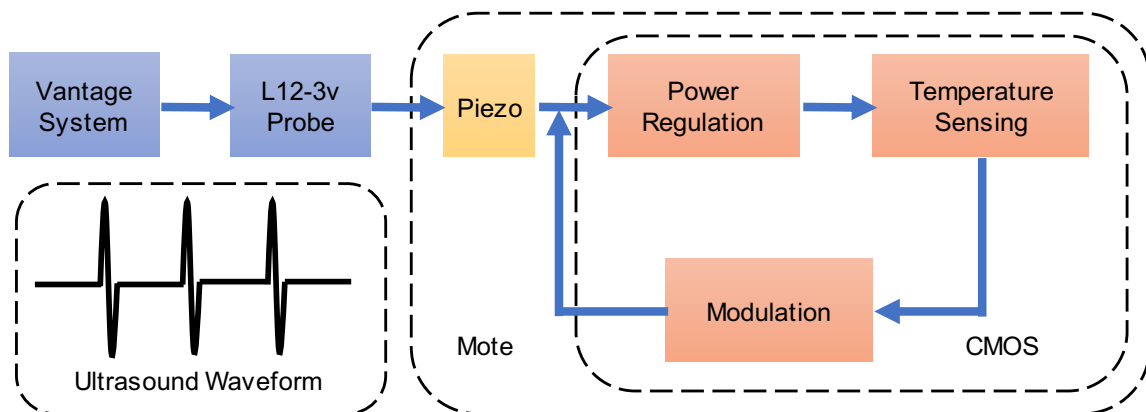 Vantage
System
L12-3v
Probe
Piezo
Power
Regulation
Temperature
Sensing
Modulation
Mote
CMOS
Ultrasound Waveform